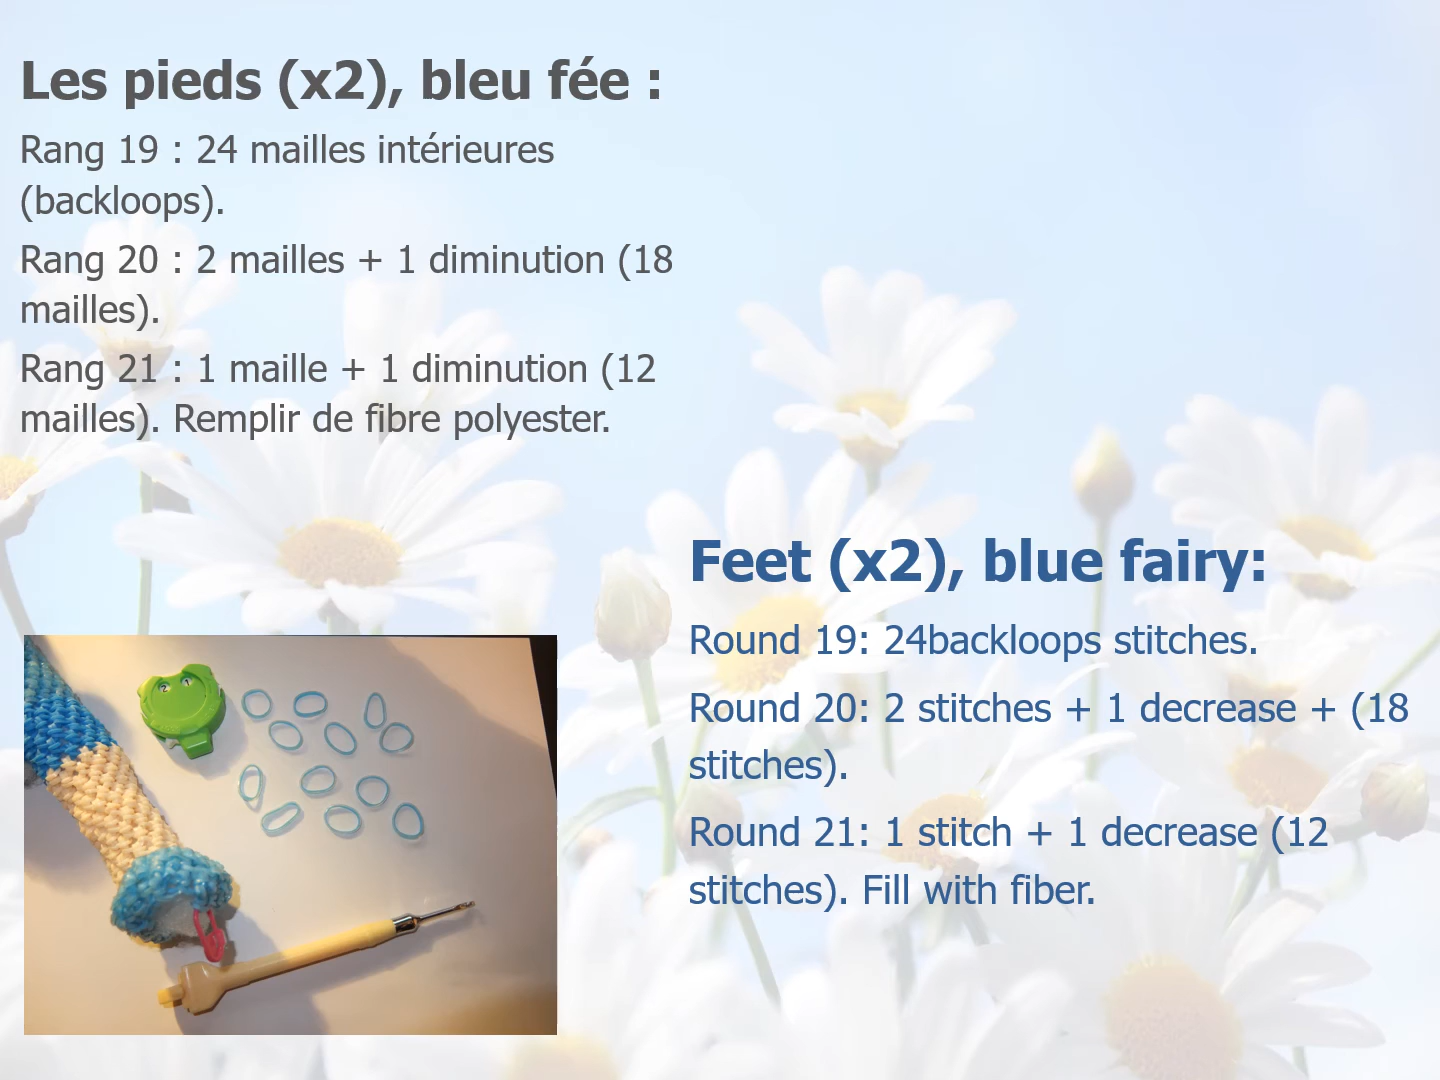 Les pieds (x2), bleu fée :
Rang 19 : 24 mailles intérieures
(backloops).
Rang 20 : 2 mailles + 1 diminution (18
mailles).
Rang 21 : 1 maille + 1 diminution (12
mailles). Remplir de fibre polyester.
Feet (x2), blue fairy:
Round 19: 24backloops stitches.
Round 20: 2 stitches + 1 decrease + (18
stitches).
Round 21: 1 stitch + 1 decrease (12
stitches). Fill with fiber.
2 1